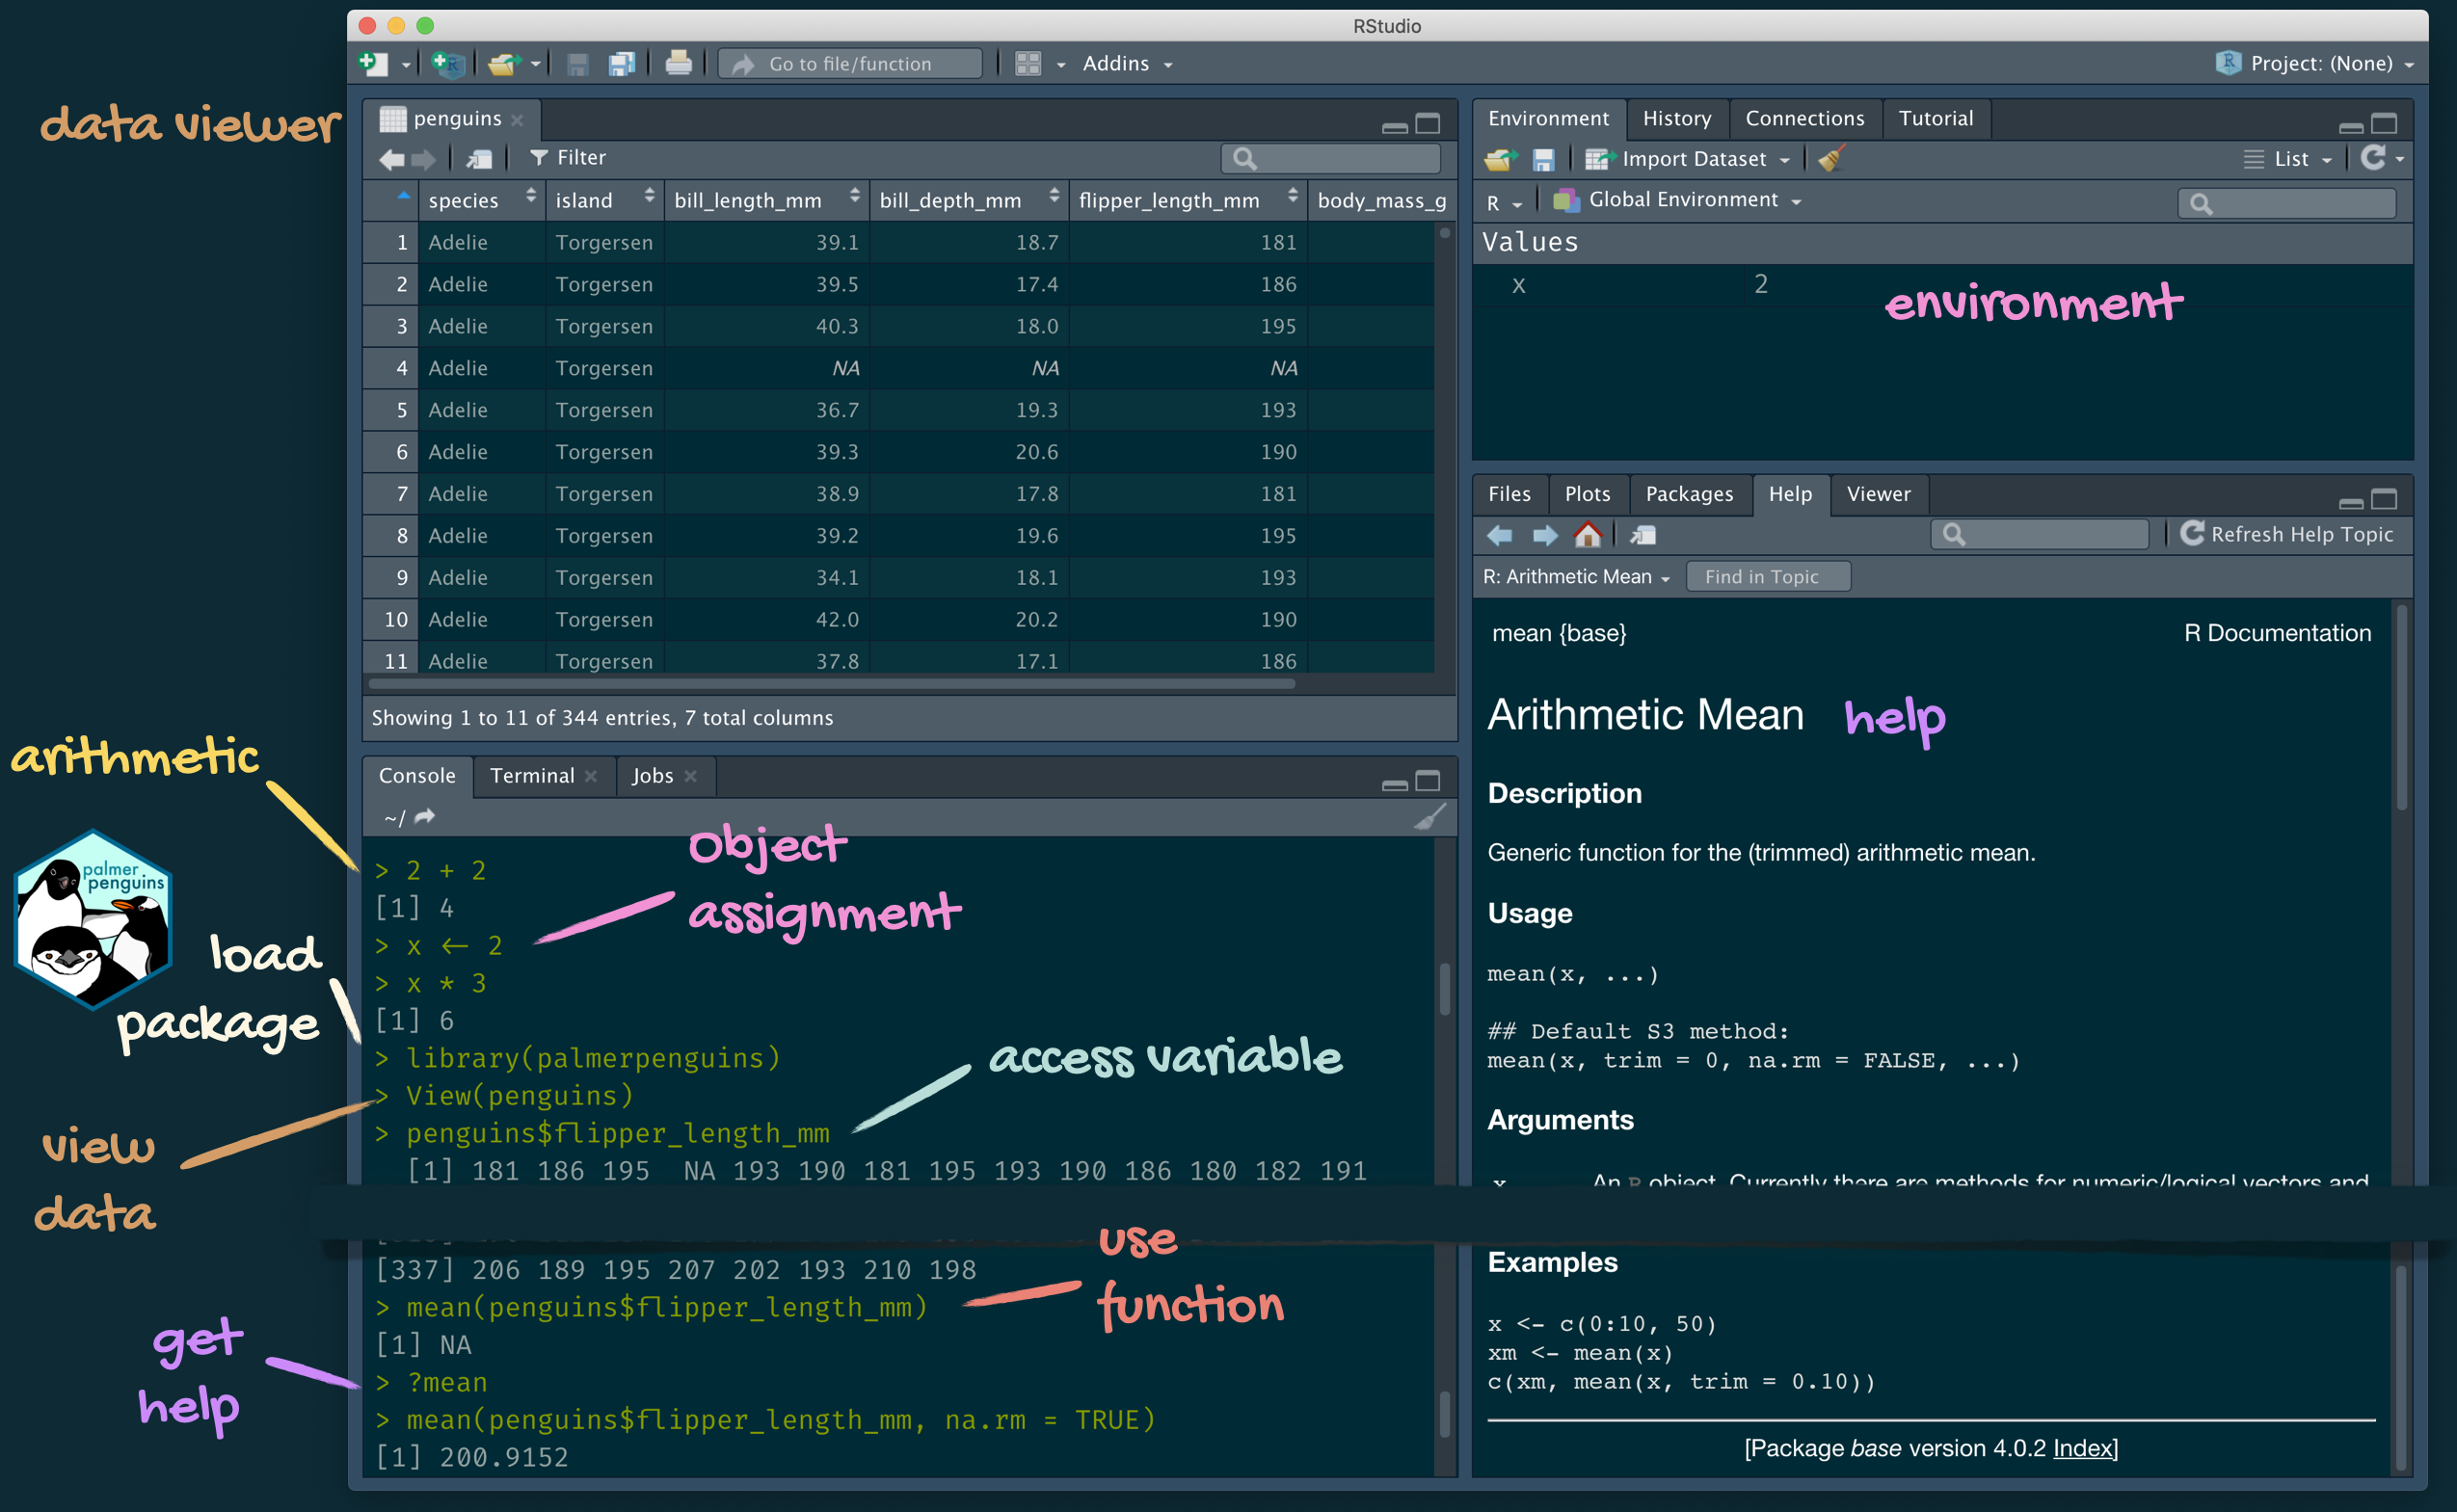 RStudio
Go to file/function
Addins
Project: (None)
data viewer
penguins
Filter
species island bill_length_mm bill_depth_mm flipper_length_mm body_mass_g
1 Adelie Torgersen 39.1 18.7 181
2 Adelie Torgersen 39.5 17.4 186
3 Adelie Torgersen 40.3 18.0 195
4 Adelie Torgersen NA NA NA
5 Adelie Torgersen 36.7 19.3 193
6 Adelie Torgersen 39.3 20.6 190
7 Adelie Torgersen 38.9 17.8 181
8 Adelie Torgersen 39.2 19.6 195
9 Adelie Torgersen 34.1 18.1 193
10 Adelie Torgersen 42.0 20.2 190
11 Adelie Torgersen 37.8 17.1 186
Showing 1 to 11 of 344 entries, 7 total columns
Environment History Connections Tutorial
Import Dataset List
R Global Environment
Values
x 2
environment
Files Plots Packages Help Viewer
Refresh Help Topic
R: Arithmetic Mean Find in Topic
mean {base} R Documentation
Arithmetic Mean
help
Description
Generic function for the (trimmed) arithmetic mean.
Usage
mean(x, ...)
## Default S3 method:
mean(x, trim = 0, na.rm = FALSE, ...)
Arguments
x An R object. Currently there are methods for numeric/logical vectors and
Examples
x <- c(0:10, 50)
xm <- mean(x)
c(xm, mean(x, trim = 0.10))
[Package base version 4.0.2 Index]
Console Terminal Jobs
~/
arithmetic
> 2 + 2
[1] 4
object
assignment
> x <- 2
> x * 3
[1] 6
palmer
penguins
load
package
> library(palmerpenguins)
> View(penguins)
view
data
access variable
> penguins$flipper_length_mm
[1] 181 186 195 NA 193 190 181 195 193 190 186 180 182 191
[337] 206 189 195 207 202 193 210 198
use
function
> mean(penguins$flipper_length_mm)
[1] NA
get
help
> ?mean
> mean(penguins$flipper_length_mm, na.rm = TRUE)
[1] 200.9152